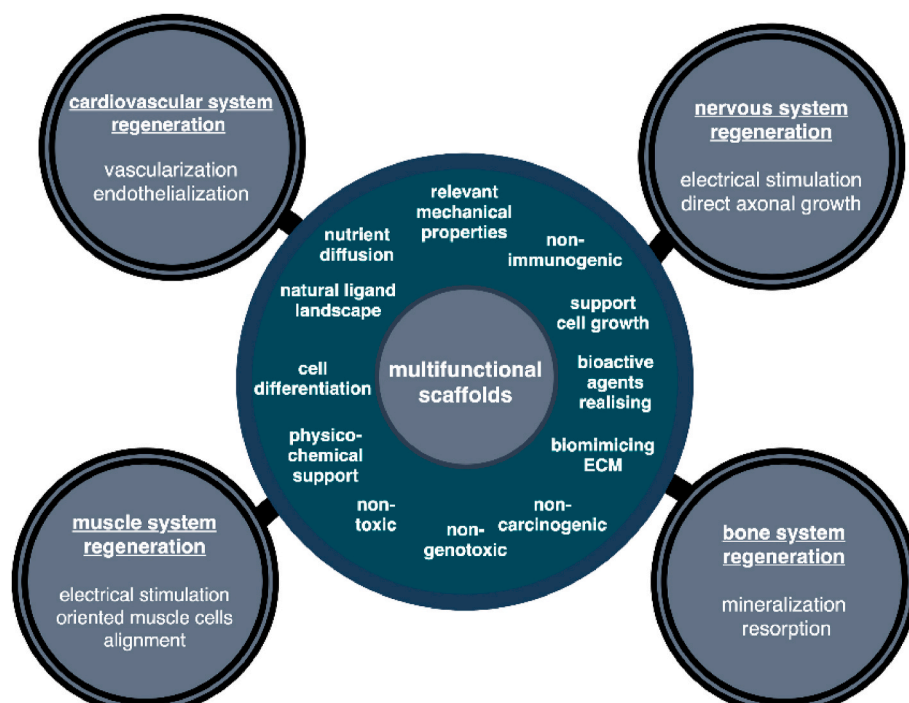 cardiovascular system
regeneration
vascularization
endothelialization
nervous system
regeneration
electrical stimulation
direct axonal growth
relevant
mechanical
properties
non-
immunogenic
support
cell growth
bioactive
agents
realising
biomimicing
ECM
non-
carcinogenic
non-
genotoxic
non-
toxic
physico-
chemical
support
cell
differentiation
natural ligand
landscape
nutrient
diffusion
multifunctional
scaffolds
muscle system
regeneration
electrical stimulation
oriented muscle cells
alignment
bone system
regeneration
mineralization
resorption